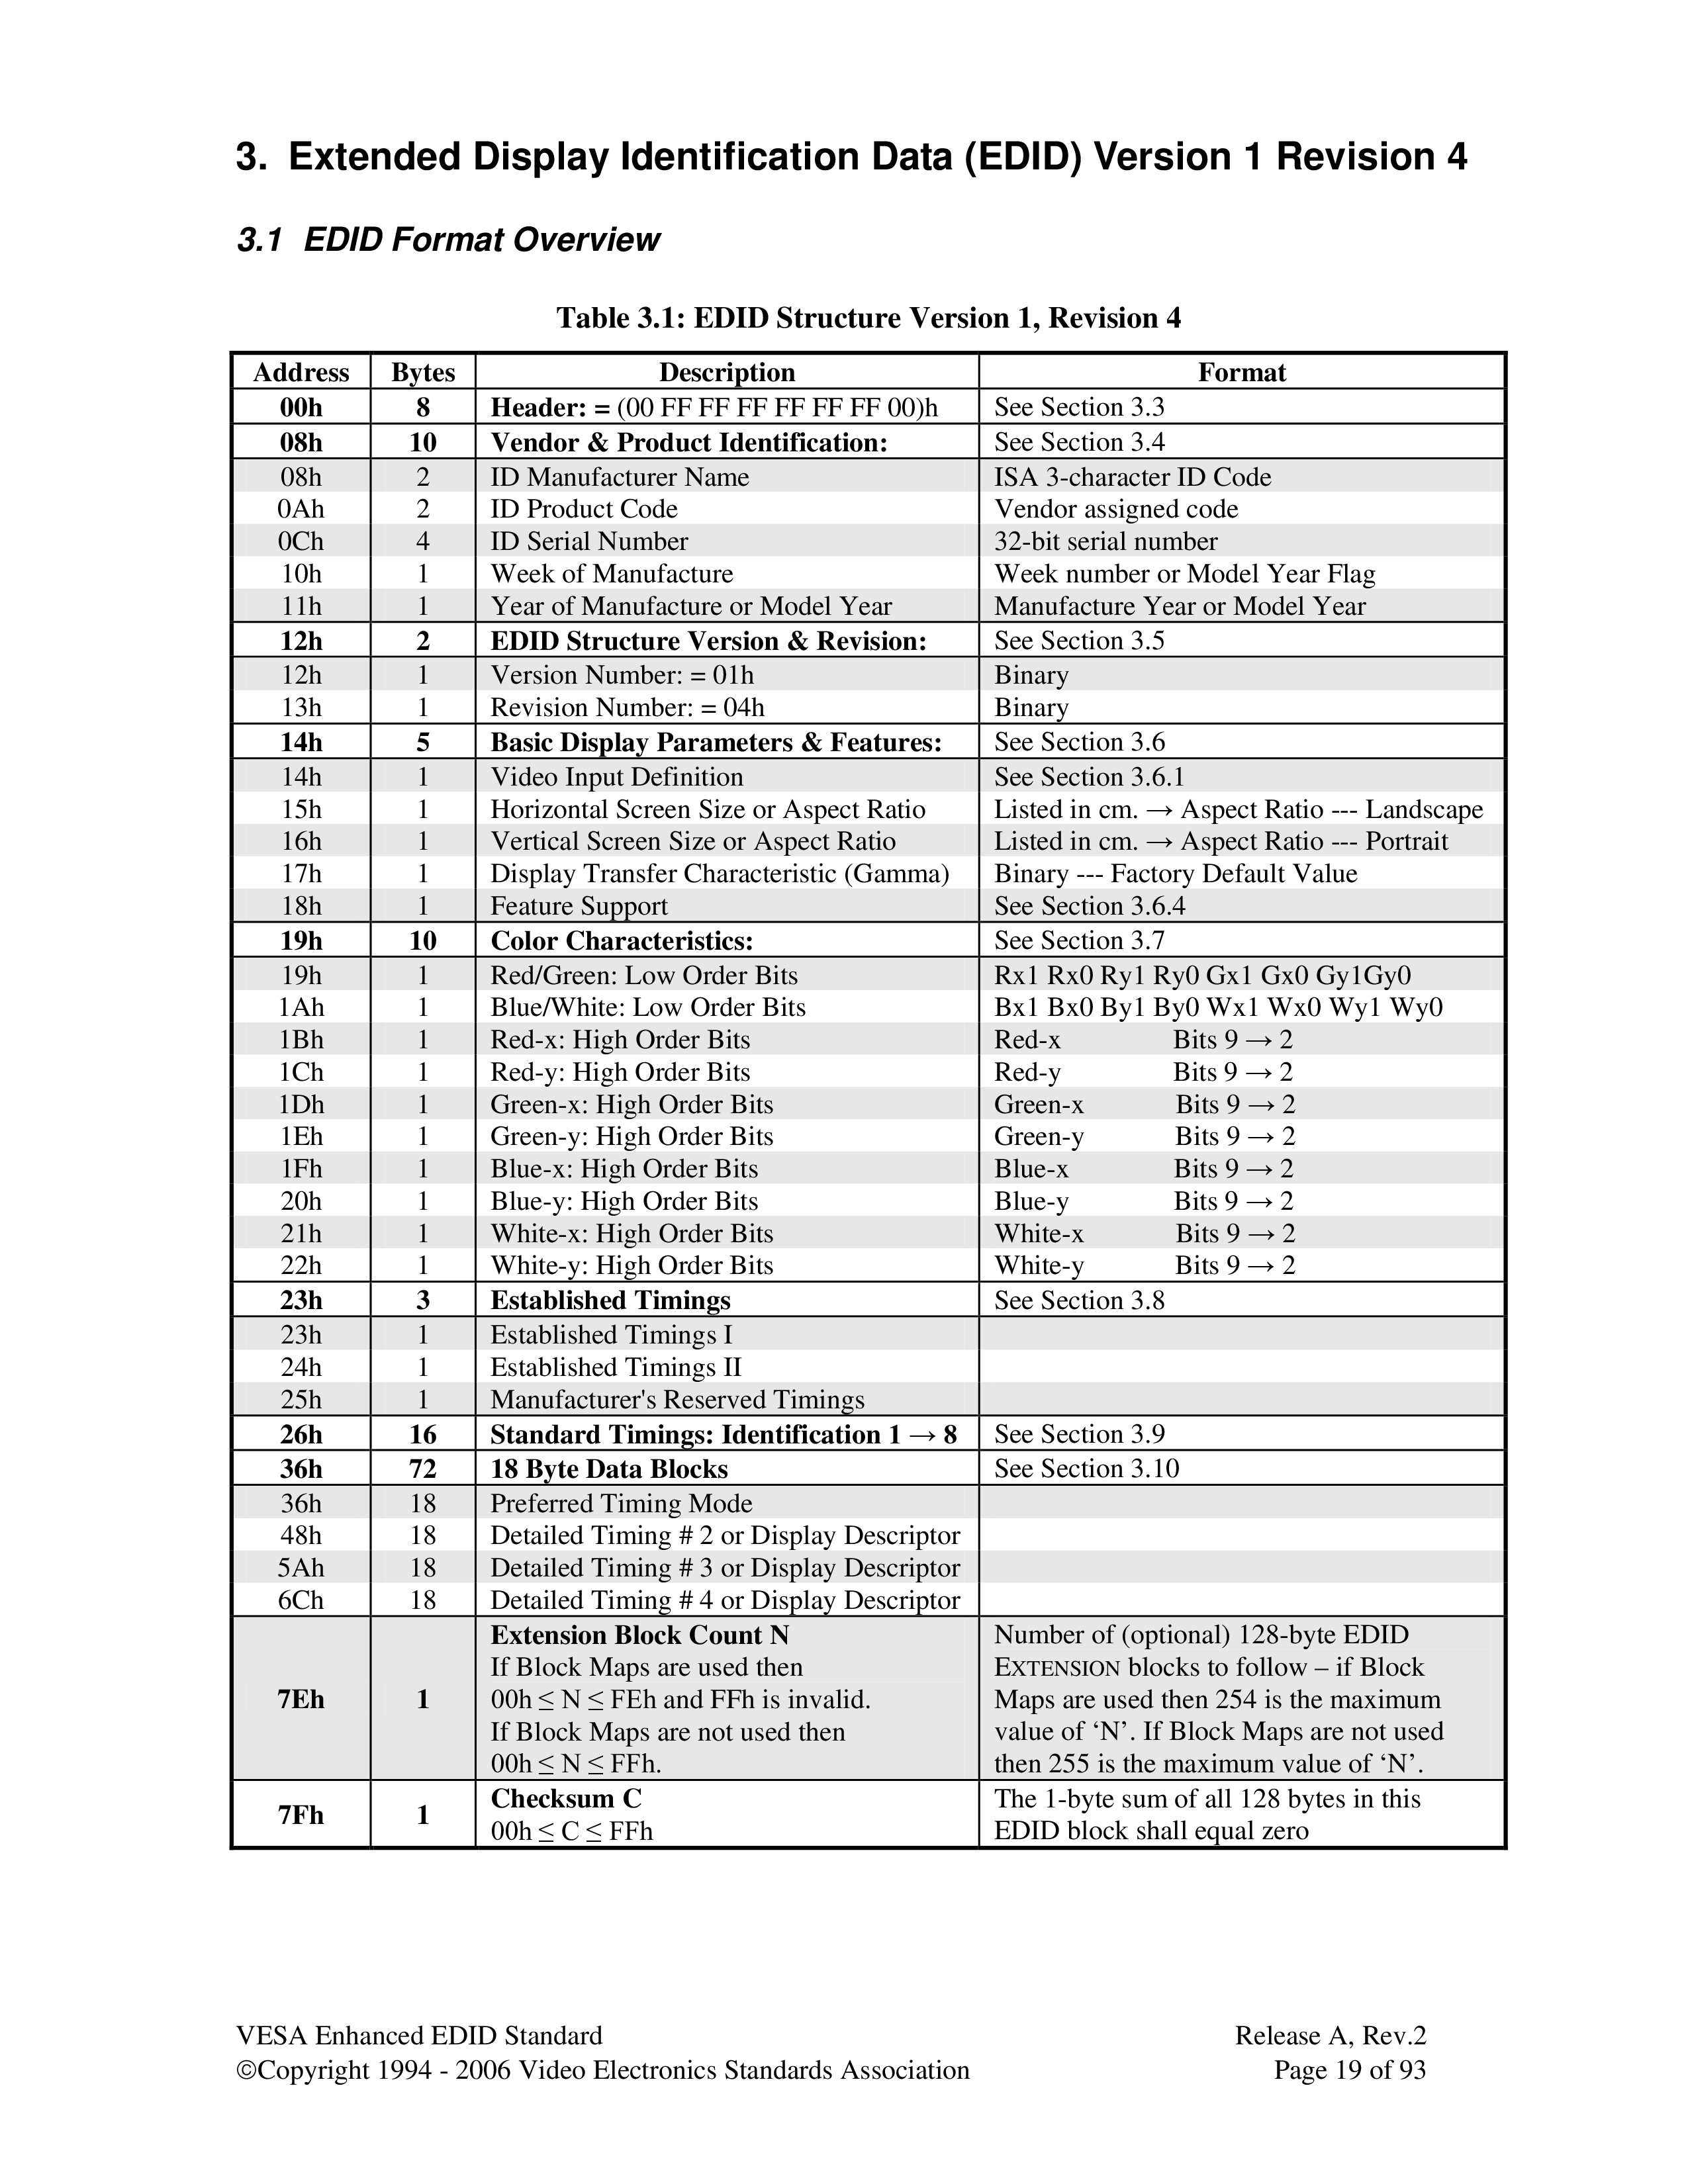 3. Extended Display Identification Data (EDID) Version 1 Revision 4
3.1 EDID Format Overview
Table 3.1: EDID Structure Version 1, Revision 4
Address Bytes Description Format
00h 8 Header: = (00 FF FF FF FF FF FF 00)h See Section 3.3
08h 10 Vendor & Product Identification: See Section 3.4
08h 2 ID Manufacturer Name ISA 3-character ID Code
0Ah 2 ID Product Code Vendor assigned code
0Ch 4 ID Serial Number 32-bit serial number
10h 1 Week of Manufacture Week number or Model Year Flag
11h 1 Year of Manufacture or Model Year Manufacture Year or Model Year
12h 2 EDID Structure Version & Revision: See Section 3.5
12h 1 Version Number: = 01h Binary
13h 1 Revision Number: = 04h Binary
14h 5 Basic Display Parameters & Features: See Section 3.6
14h 1 Video Input Definition See Section 3.6.1
15h 1 Horizontal Screen Size or Aspect Ratio Listed in cm. → Aspect Ratio --- Landscape
16h 1 Vertical Screen Size or Aspect Ratio Listed in cm. → Aspect Ratio --- Portrait
17h 1 Display Transfer Characteristic (Gamma) Binary --- Factory Default Value
18h 1 Feature Support See Section 3.6.4
19h 10 Color Characteristics: See Section 3.7
19h 1 Red/Green: Low Order Bits Rx1 Rx0 Ry1 Ry0 Gx1 Gx0 Gy1Gy0
1Ah 1 Blue/White: Low Order Bits Bx1 Bx0 By1 By0 Wx1 Wx0 Wy1 Wy0
1Bh 1 Red-x: High Order Bits Red-x Bits 9 → 2
1Ch 1 Red-y: High Order Bits Red-y Bits 9 → 2
1Dh 1 Green-x: High Order Bits Green-x Bits 9 → 2
1Eh 1 Green-y: High Order Bits Green-y Bits 9 → 2
1Fh 1 Blue-x: High Order Bits Blue-x Bits 9 → 2
20h 1 Blue-y: High Order Bits Blue-y Bits 9 → 2
21h 1 White-x: High Order Bits White-x Bits 9 → 2
22h 1 White-y: High Order Bits White-y Bits 9 → 2
23h 3 Established Timings See Section 3.8
23h 1 Established Timings I
24h 1 Established Timings II
25h 1 Manufacturer's Reserved Timings
26h 16 Standard Timings: Identification 1 → 8 See Section 3.9
36h 72 18 Byte Data Blocks See Section 3.10
36h 18 Preferred Timing Mode
48h 18 Detailed Timing # 2 or Display Descriptor
5Ah 18 Detailed Timing # 3 or Display Descriptor
6Ch 18 Detailed Timing # 4 or Display Descriptor
Extension Block Count N Number of (optional) 128-byte EDID
If Block Maps are used then EXTENSION blocks to follow – if Block
7Eh 1 00h ≤ N ≤ FEh and FFh is invalid. Maps are used then 254 is the maximum
If Block Maps are not used then value of ‘N’. If Block Maps are not used
00h ≤ N ≤ FFh. then 255 is the maximum value of ‘N’.
7Fh 1 Checksum C The 1-byte sum of all 128 bytes in this
00h ≤ C ≤ FFh EDID block shall equal zero
VESA Enhanced EDID Standard Release A, Rev.2
©Copyright 1994 - 2006 Video Electronics Standards Association Page 19 of 93